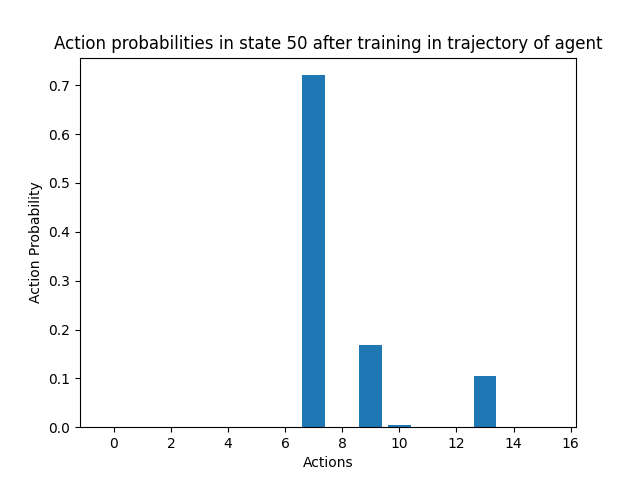 Action probabilities in state 50 after training in trajectory of agent
0.7
0.6
0.5
0.4
0.3
0.2
0.1
0.0
Action Probability
0 2 4 6 8 10 12 14 16
Actions